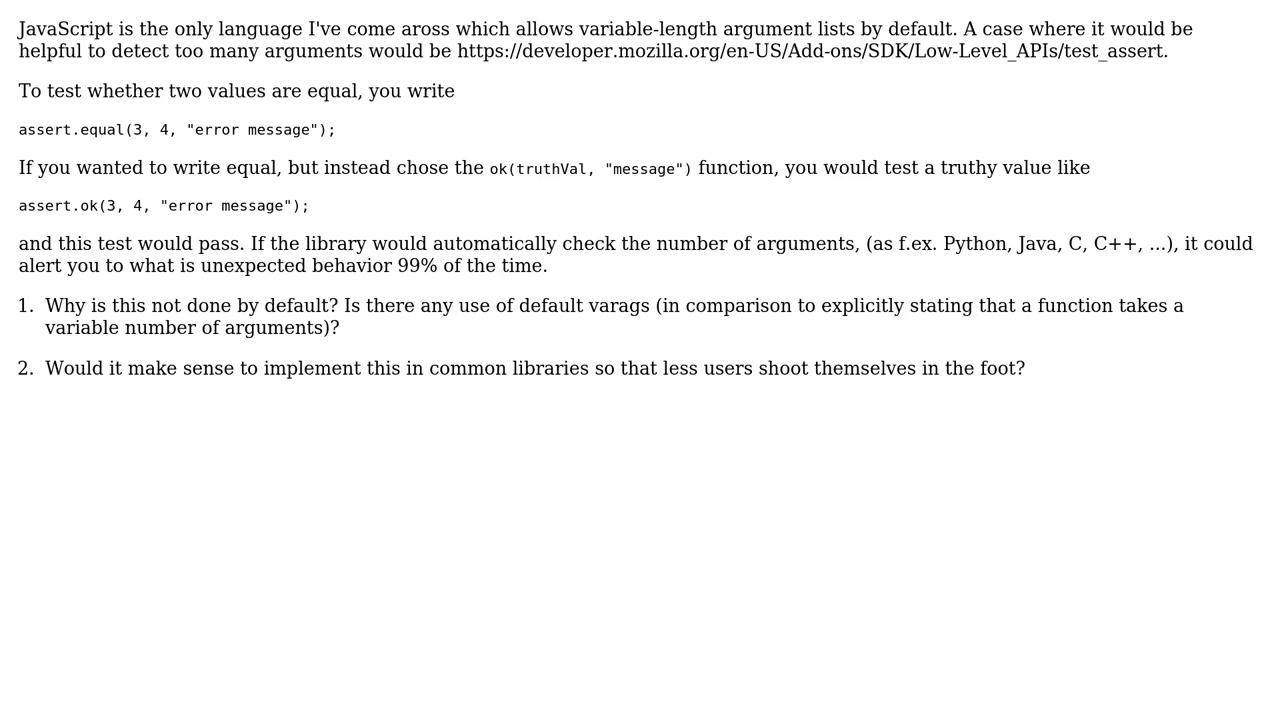 JavaScript is the only language I've come aross which allows variable-length argument lists by default. A case where it would be
helpful to detect too many arguments would be https://developer.mozilla.org/en-US/Add-ons/SDK/Low-Level_APIs/test_assert.
To test whether two values are equal, you write
assert.equal(3, 4, "error message");
If you wanted to write equal, but instead chose the ok(truthVal, "message") function, you would test a truthy value like
assert.ok(3, 4, "error message");
and this test would pass. If the library would automatically check the number of arguments, (as f.ex. Python, Java, C, C++, ...), it could
alert you to what is unexpected behavior 99% of the time.
1. Why is this not done by default? Is there any use of default varags (in comparison to explicitly stating that a function takes a
variable number of arguments)?
2. Would it make sense to implement this in common libraries so that less users shoot themselves in the foot?